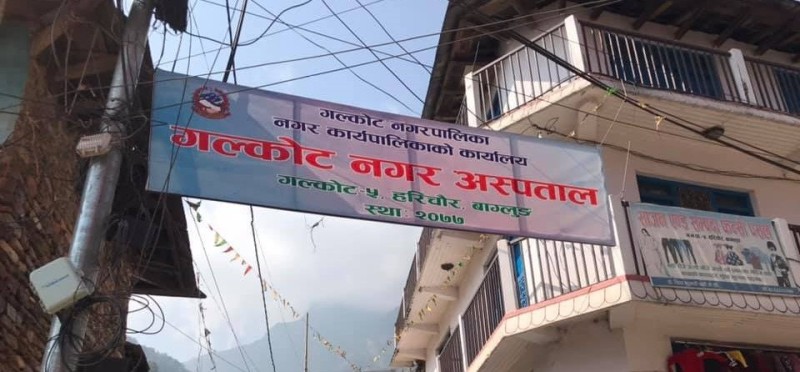 गल्कोट नगरपालिका
नगर कार्यपालिकाको कार्यालय
गल्कोट नगर अस्पताल
गल्कोट-५, हरिचौर, बाग्लुङ
स्था: २०७७